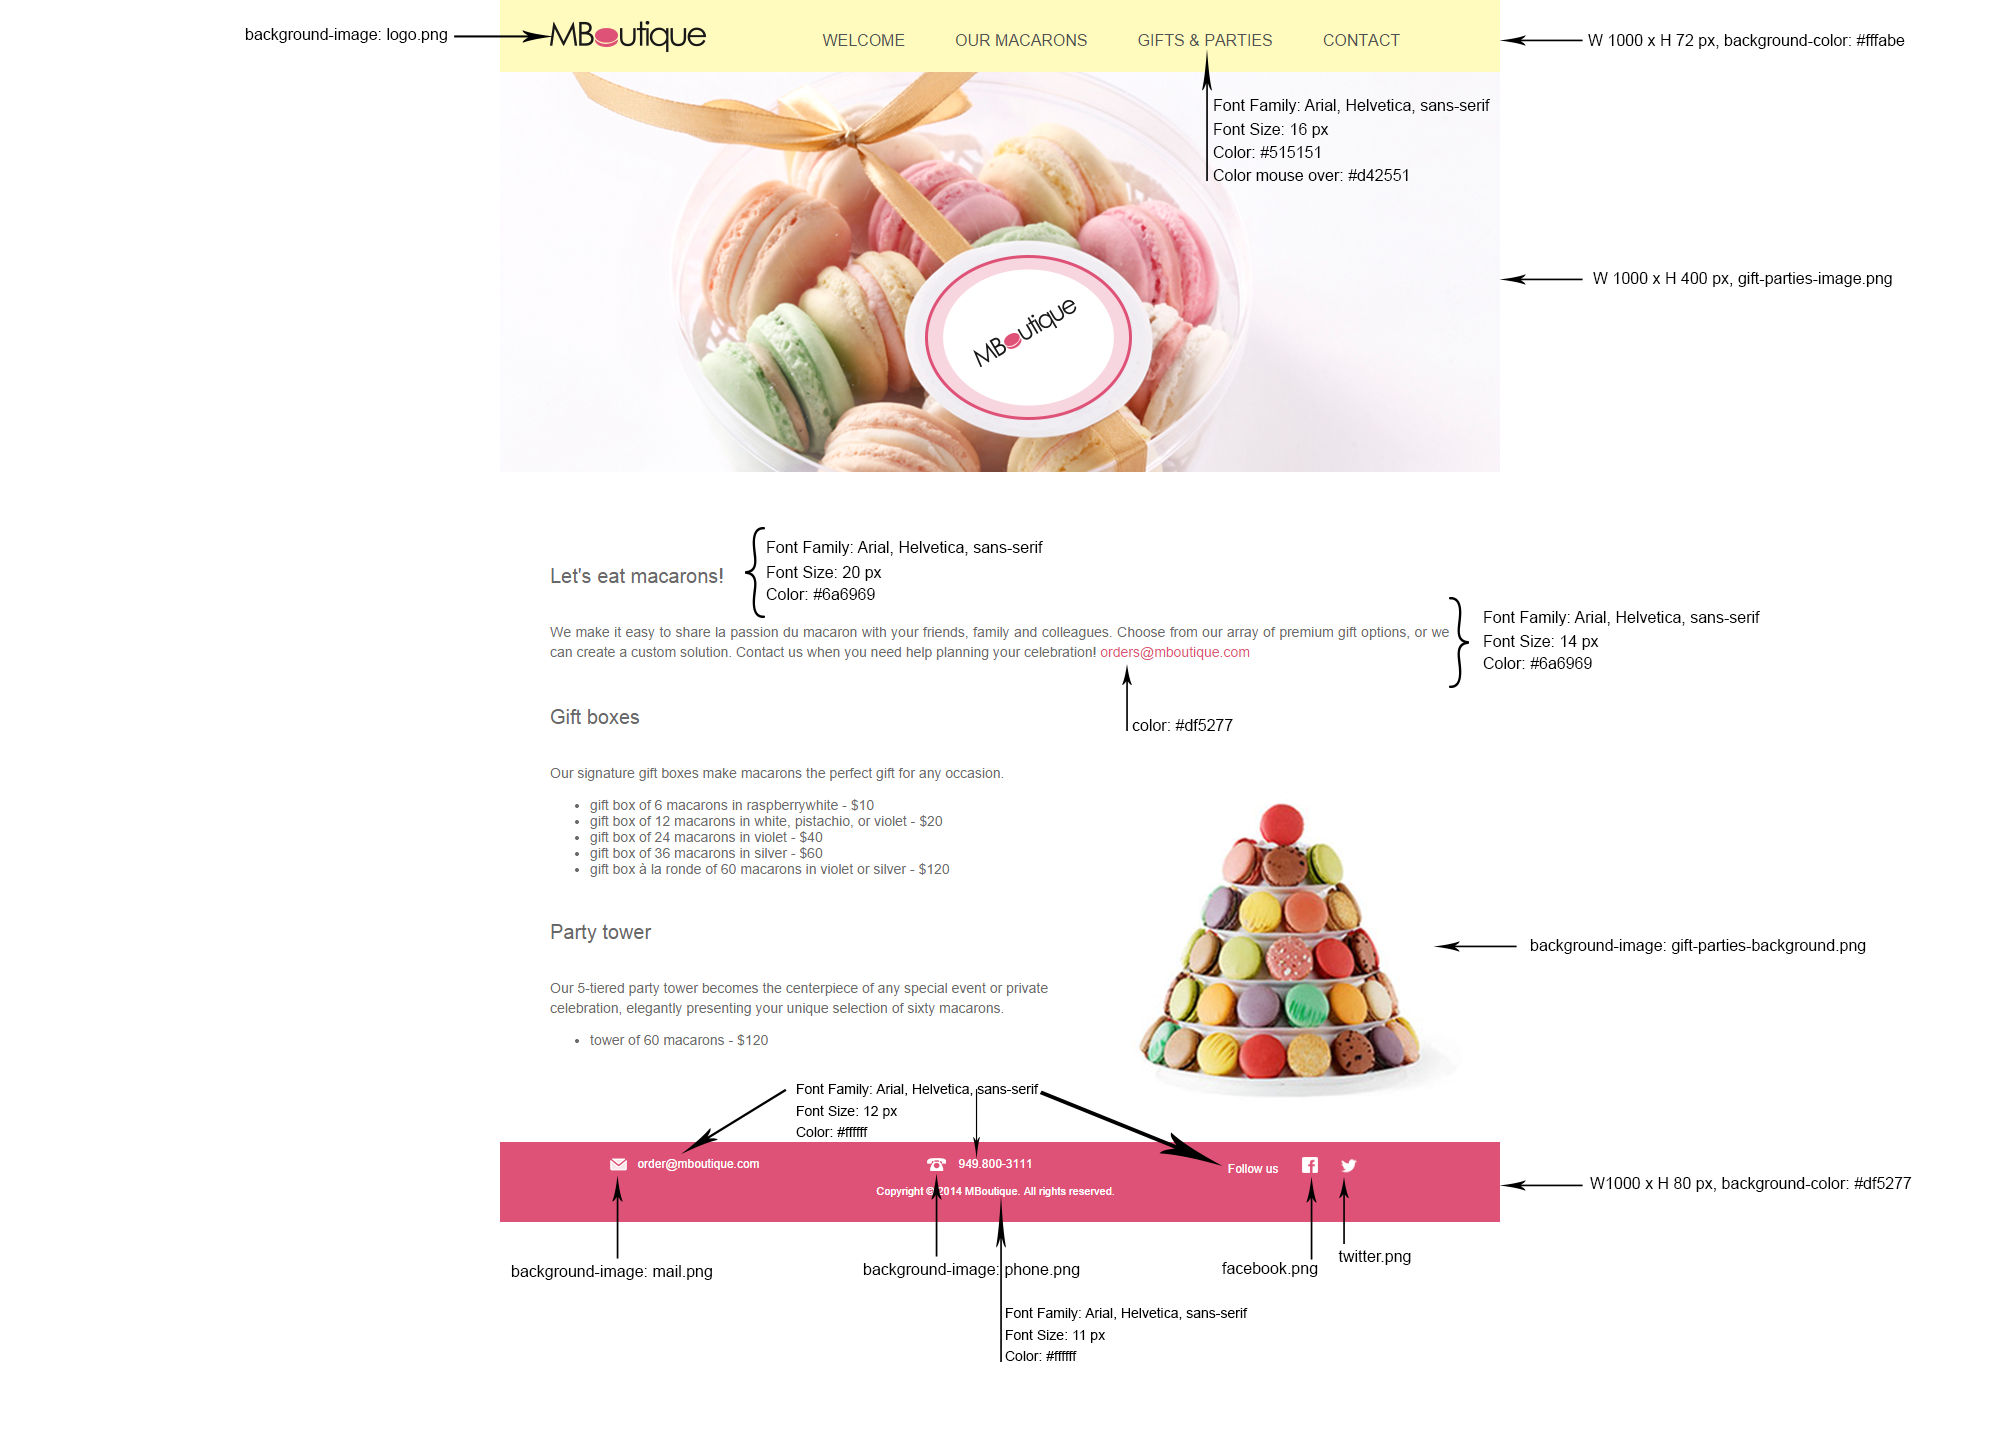 background-image: logo.png
MBoutique
WELCOME
OUR MACARONS
GIFTS & PARTIES
CONTACT
W 1000 x H 72 px, background-color: #fffabe
Font Family: Arial, Helvetica, sans-serif
Font Size: 16 px
Color: #515151
Color mouse over: #d42551
W 1000 x H 400 px, gift-parties-image.png
MBoutique
Let's eat macarons!
Font Family: Arial, Helvetica, sans-serif
Font Size: 20 px
Color: #6a6969
We make it easy to share la passion du macaron with your friends, family and colleagues. Choose from our array of premium gift options, or we
can create a custom solution. Contact us when you need help planning your celebration! orders@mboutique.com
Font Family: Arial, Helvetica, sans-serif
Font Size: 14 px
Color: #6a6969
color: #df5277
Gift boxes
Our signature gift boxes make macarons the perfect gift for any occasion.
• gift box of 6 macarons in raspberrywhite - $10
• gift box of 12 macarons in white, pistachio, or violet - $20
• gift box of 24 macarons in violet - $40
• gift box of 36 macarons in silver - $60
• gift box à la ronde of 60 macarons in violet or silver - $120
Party tower
background-image: gift-parties-background.png
Our 5-tiered party tower becomes the centerpiece of any special event or private
celebration, elegantly presenting your unique selection of sixty macarons.
• tower of 60 macarons - $120
Font Family: Arial, Helvetica, sans-serif
Font Size: 12 px
Color: #ffffff
order@mboutique.com
949.800-3111
Follow us
Copyright © 2014 MBoutique. All rights reserved.
W1000 x H 80 px, background-color: #df5277
background-image: mail.png
background-image: phone.png
facebook.png
twitter.png
Font Family: Arial, Helvetica, sans-serif
Font Size: 11 px
Color: #ffffff